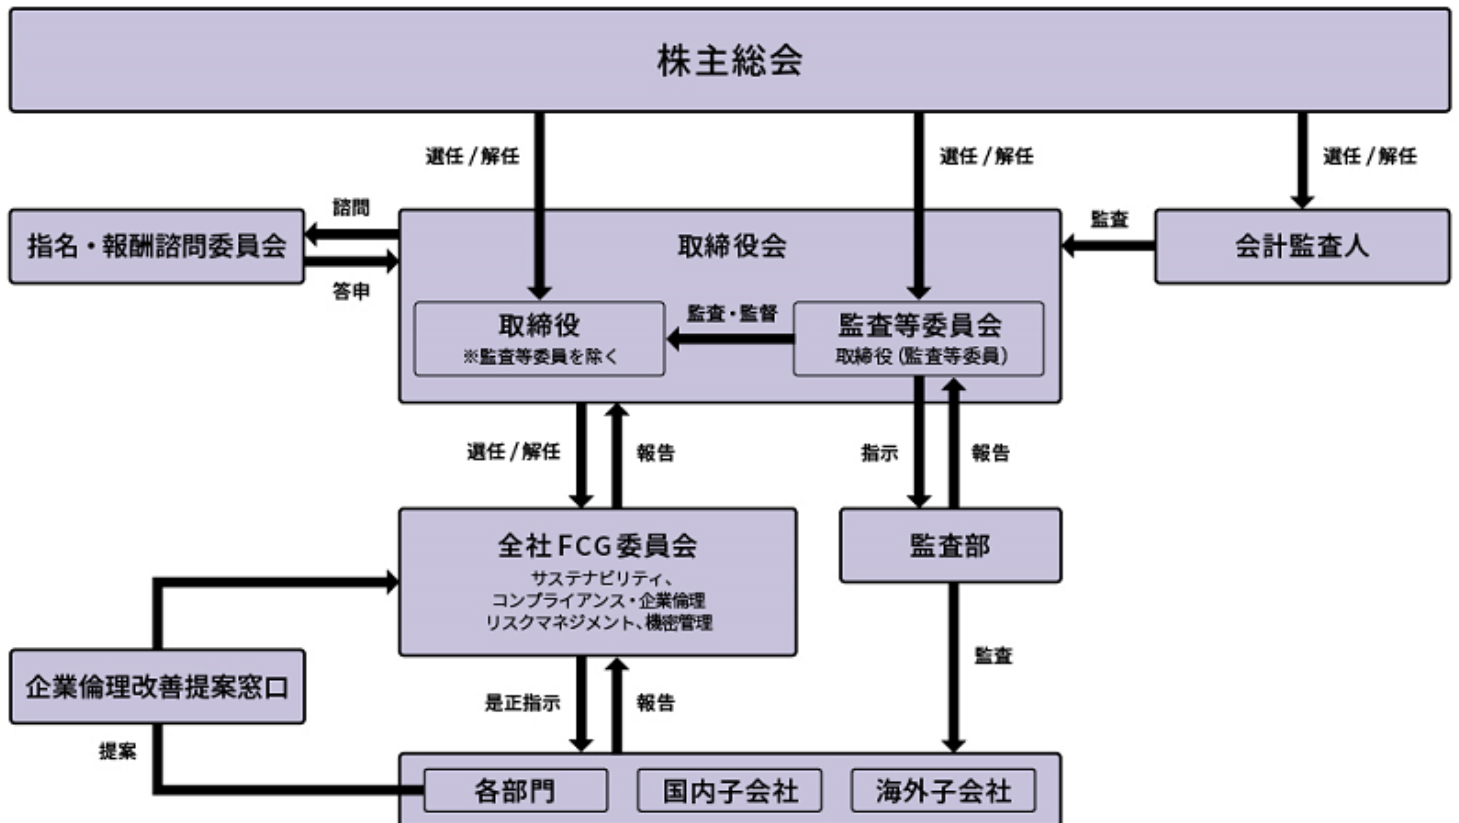 株主総会
選任 / 解任
選任 / 解任
選任 / 解任
諮問
指名・報酬諮問委員会
答申
取締役会
監査
会計監査人
取締役
※監査等委員を除く
監査・監督
監査等委員会
取締役 (監査等委員)
選任 / 解任
報告
指示
報告
全社FCG委員会
サステナビリティ、
コンプライアンス・企業倫理
リスクマネジメント、機密管理
監査部
企業倫理改善提案窓口
提案
是正指示
報告
監査
各部門
国内子会社
海外子会社